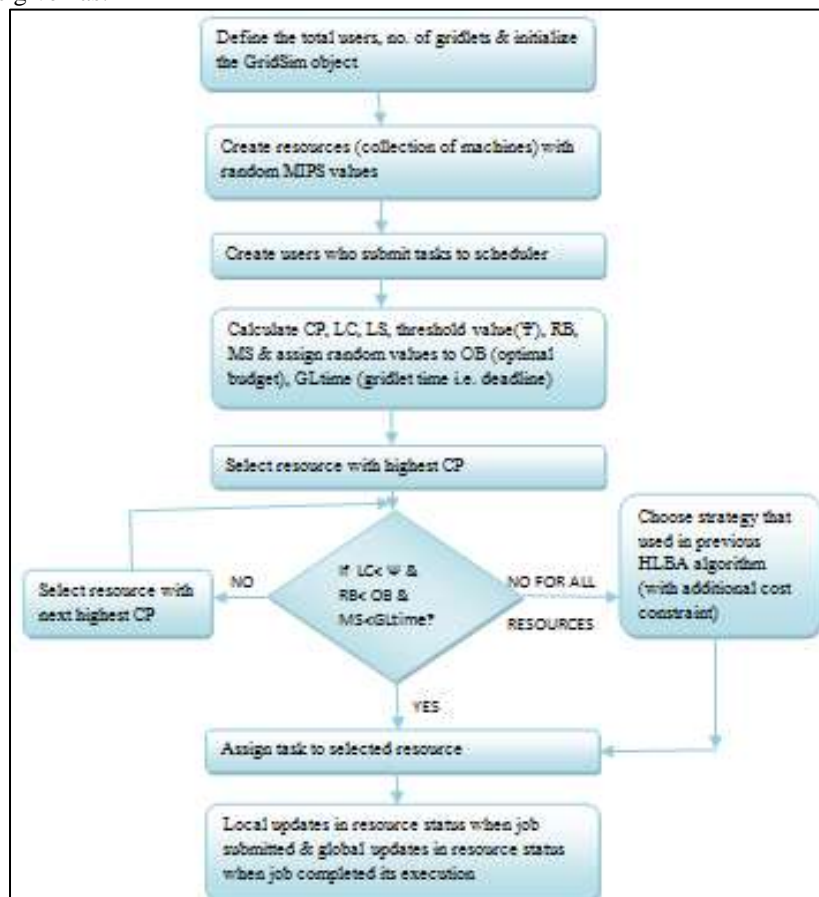 Define the total users, no. of gridlets & initialize
the GridSim object
Create resources (collection of machines) with
random MIPS values
Create users who submit tasks to scheduler
Calculate CP, LC, LS, threshold value(Ψ), RB,
MS & assign random values to OB (optimal
budget), GLtime (gridlet time i.e. deadline)
Select resource with highest CP
If LC< Ψ &
RB< OB &
MS<GLtime?
NO
Select resource with
next highest CP
NO FOR ALL
RESOURCES
Choose strategy that
used in previous
HLBA algorithm
(with additional cost
constraint)
YES
Assign task to selected resource
Local updates in resource status when job
submitted & global updates in resource status
when job completed its execution